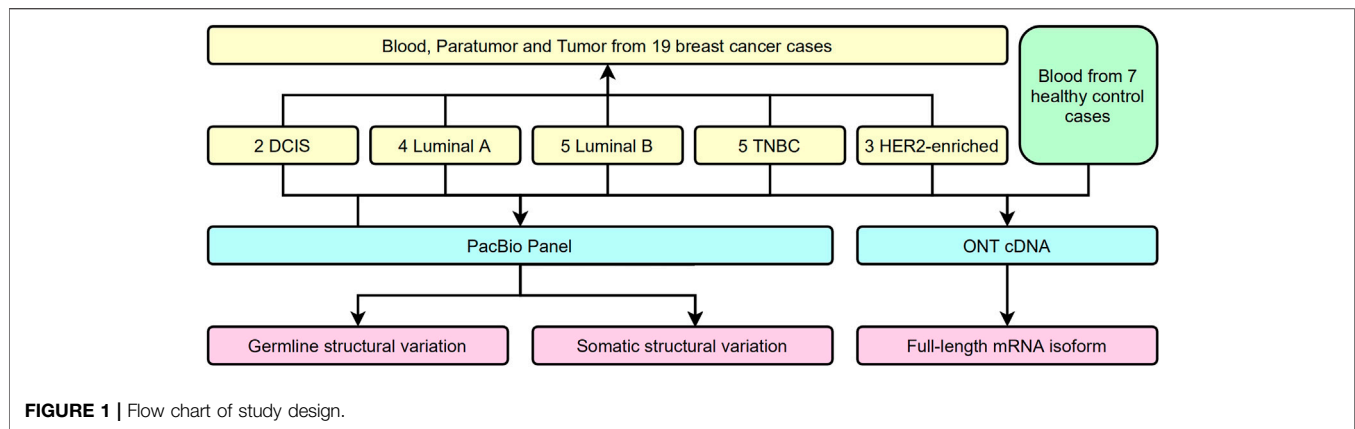 Blood, Paratumor and Tumor from 19 breast cancer cases
Blood from 7
healthy control
cases
2 DCIS
4 Luminal A
5 Luminal B
5 TNBC
3 HER2-enriched
PacBio Panel
ONT cDNA
Germline structural variation
Somatic structural variation
Full-length mRNA isoform
FIGURE 1 | Flow chart of study design.